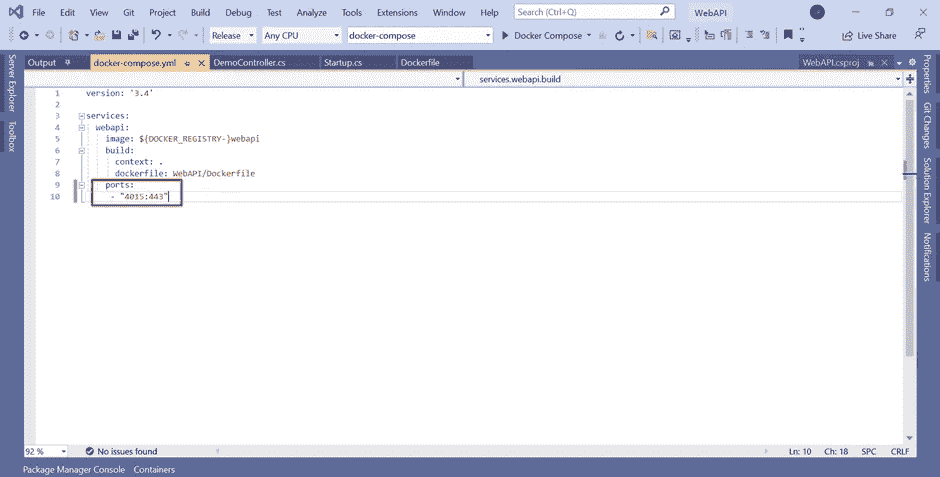 File Edit View Git Project Build Debug Test Analyze Tools Extensions Window Help Search (Ctrl+Q) WebAPI
Release Any CPU docker-compose Docker Compose Live Share
Server Explorer
Toolbox
Output docker-compose.yml DemoController.cs Startup.cs Dockerfile WebAPI.csproj
services.webapi.build
1 version: '3.4'
2
3 services:
4 webapi:
5 image: ${DOCKER_REGISTRY-}webapi
6 build:
7 context: .
8 dockerfile: WebAPI/Dockerfile
9 ports:
10 - "4015:443"
Properties
Git Changes
Solution Explorer
Notifications
92 % No issues found Ln: 10 Ch: 18 SPC CRLF
Package Manager Console Containers